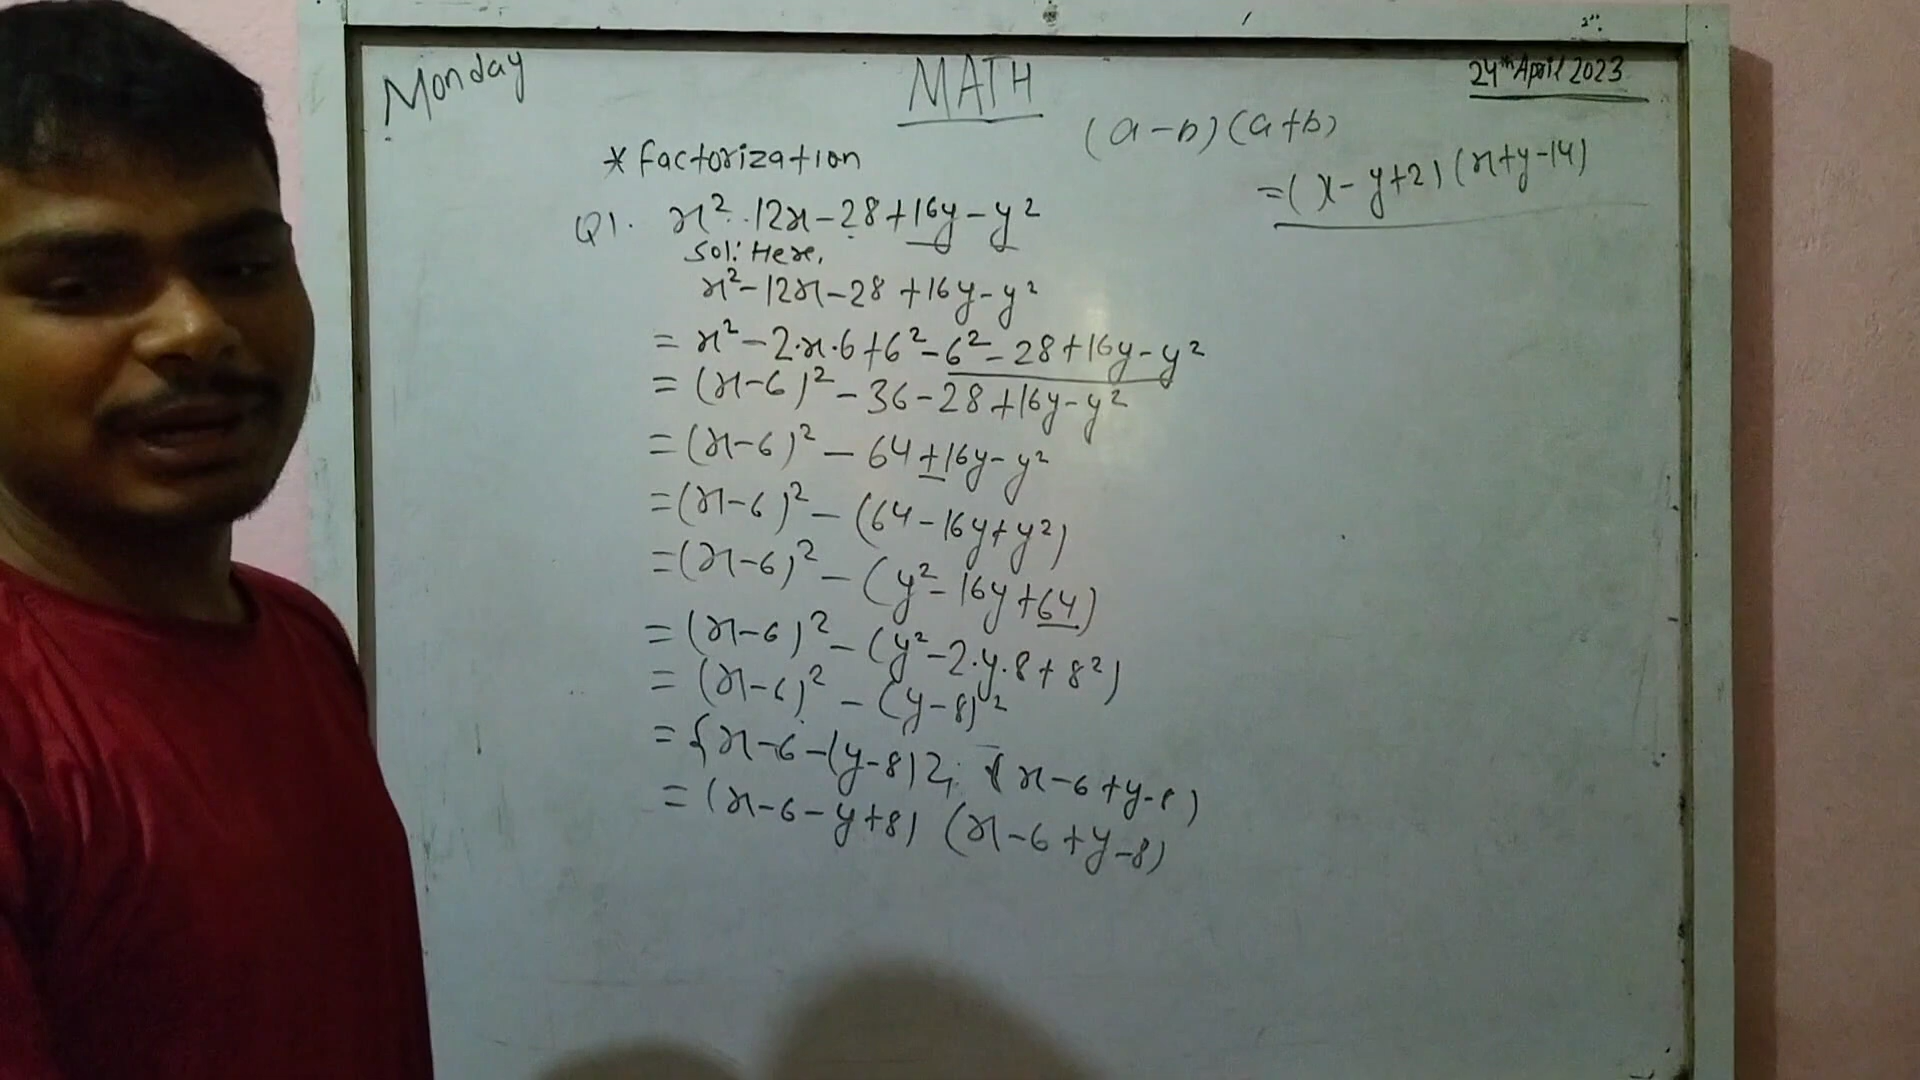 Monday
MATH
24th April 2023
(a-b) (a+b)
=(x-y+2) (x+y-14)
* factorization
Q1. x² - 12x - 28 + 16y - y²
Sol: Here,
x² - 12x - 28 + 16y - y²
= x² - 2·x·6 + 6² - 6² - 28 + 16y - y²
= (x-6)² - 36 - 28 + 16y - y²
= (x-6)² - 64 + 16y - y²
= (x-6)² - (64 - 16y + y²)
= (x-6)² - (y² - 16y + 64)
= (x-6)² - (y² - 2·y·8 + 8²)
= (x-6)² - (y-8)²
= {x-6-(y-8)} (x-6+y-8)
= (x-6-y+8) (x-6+y-8)